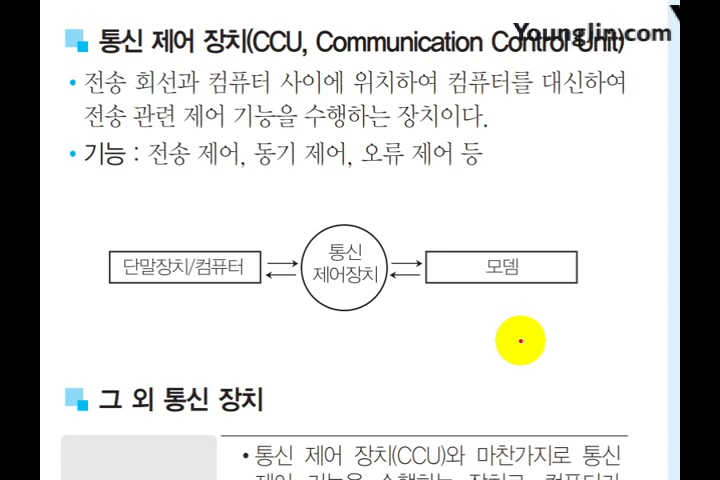 Youngjin.com
통신 제어 장치(CCU, Communication Control Unit)
• 전송 회선과 컴퓨터 사이에 위치하여 컴퓨터를 대신하여
전송 관련 제어 기능을 수행하는 장치이다.
• 기능 : 전송 제어, 동기 제어, 오류 제어 등
단말장치/컴퓨터
통신
제어장치
모뎀
그 외 통신 장치
• 통신 제어 장치(CCU)와 마찬가지로 통신